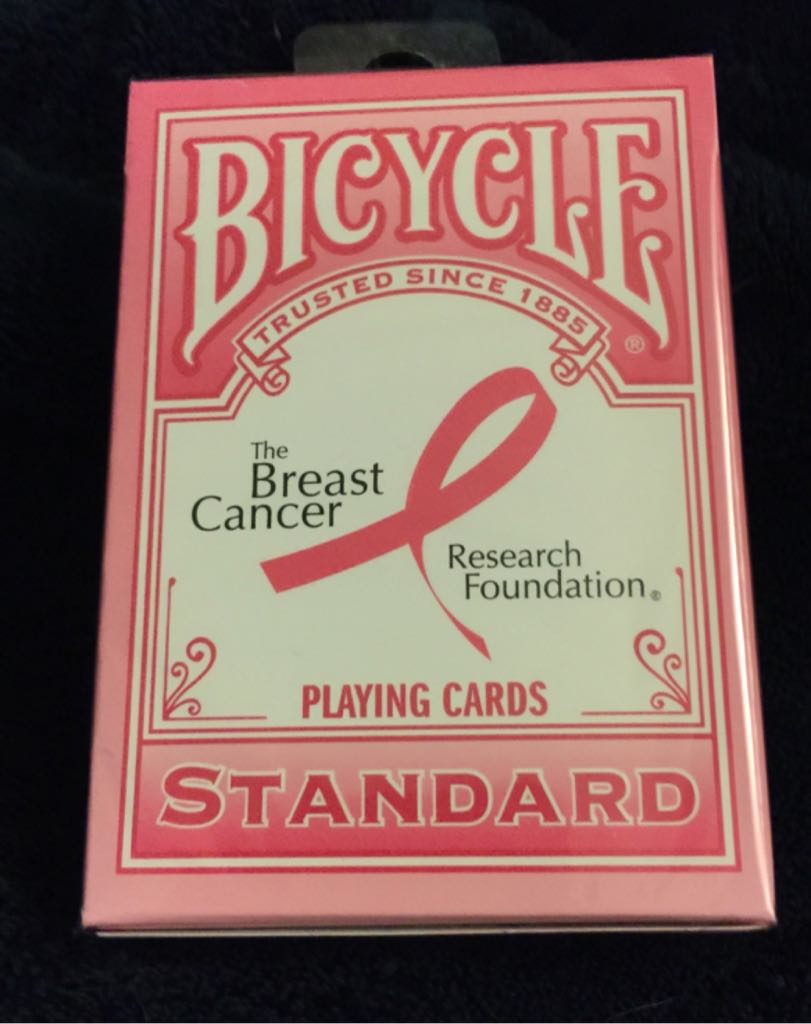 BICYCLE
TRUSTED SINCE 1885
®
The
Breast
Cancer
Research
Foundation®
PLAYING CARDS
STANDARD